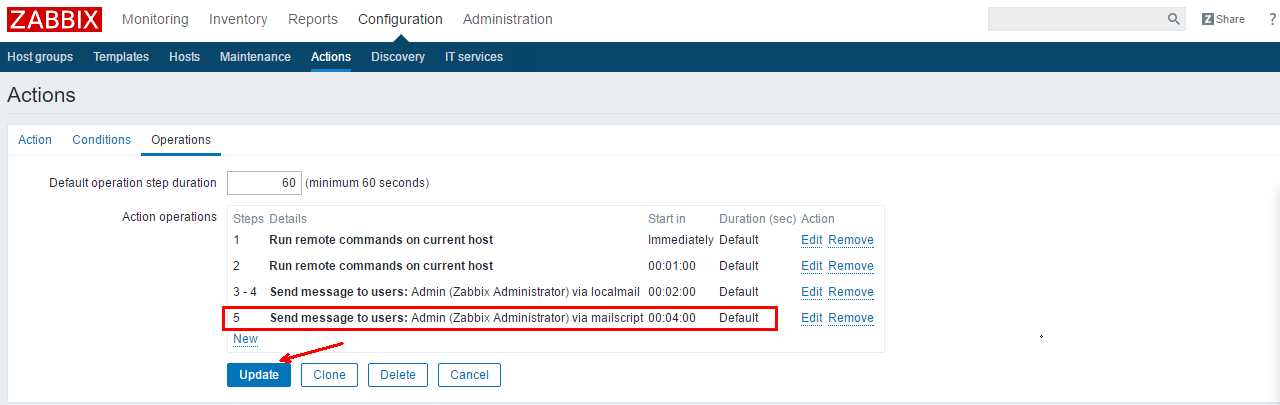 ZABBIX Monitoring Inventory Reports Configuration Administration Z Share ?
Host groups Templates Hosts Maintenance Actions Discovery IT services
Actions
Action Conditions Operations
Default operation step duration 60 (minimum 60 seconds)
Action operations Steps Details Start in Duration (sec) Action
1 Run remote commands on current host Immediately Default Edit Remove
2 Run remote commands on current host 00:01:00 Default Edit Remove
3 - 4 Send message to users: Admin (Zabbix Administrator) via localmail 00:02:00 Default Edit Remove
5 Send message to users: Admin (Zabbix Administrator) via mailscript 00:04:00 Default Edit Remove
New
Update Clone Delete Cancel